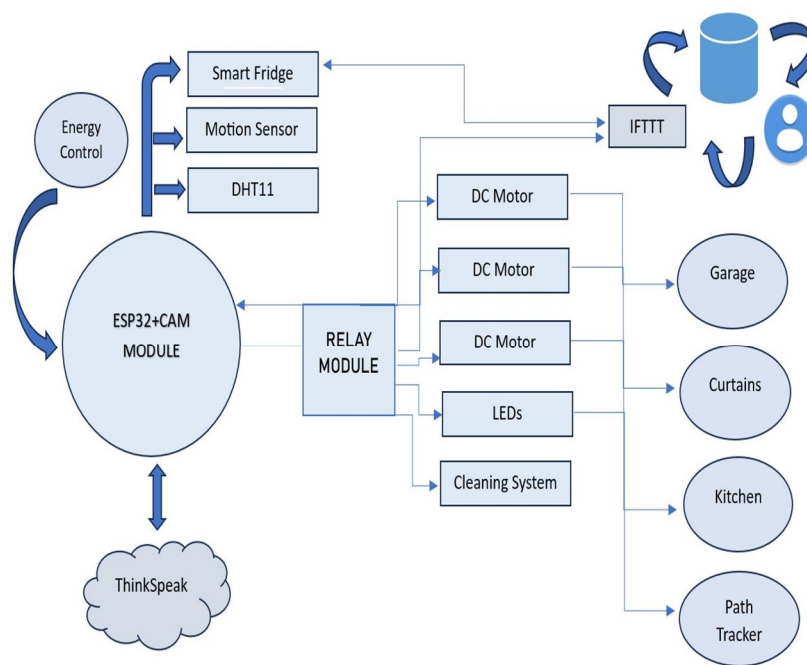 Smart Fridge
Energy
Control
Motion Sensor
DHT11
IFTTT
DC Motor
DC Motor
DC Motor
LEDs
Cleaning System
ESP32+CAM
MODULE
RELAY
MODULE
Garage
Curtains
Kitchen
Path
Tracker
ThinkSpeak